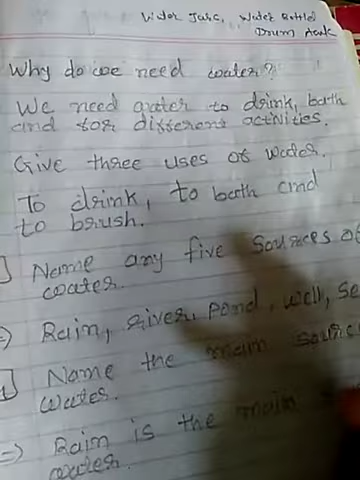 Water Bottle
Drum tank
Why do we need water?
We need water to drink, bath
and for different activities.
Give three uses of water.
To drink, to bath and
to brush.
Name any five sources of
water.
=) Rain, river, pond, well, se
Name the main sourc
water.
=) Rain is the main
water.